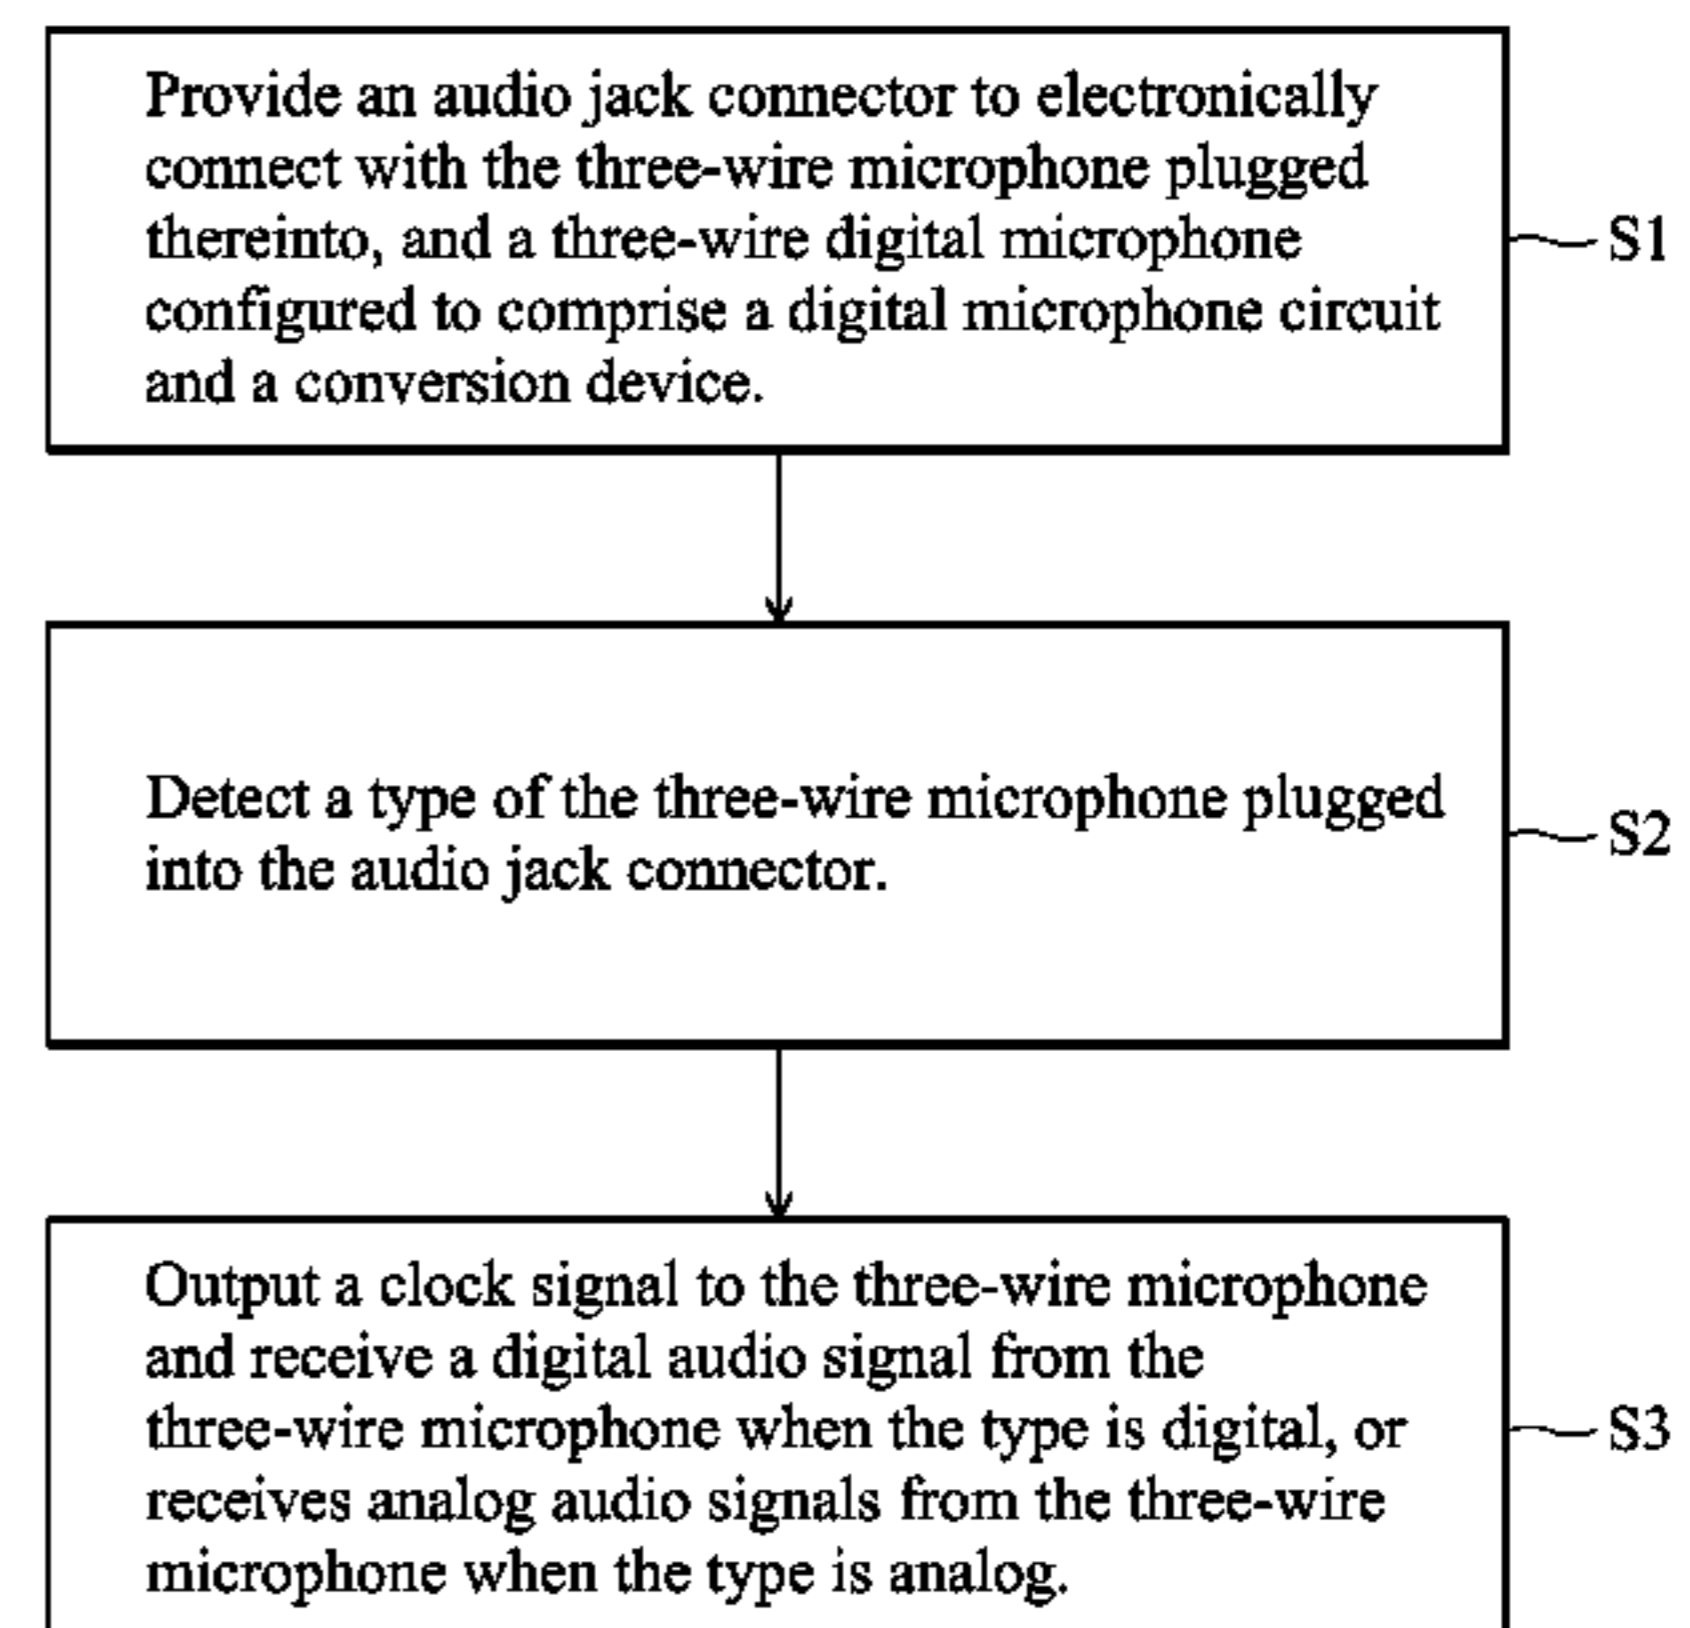 Provide an audio jack connector to electronically
connect with the three-wire microphone plugged
thereinto, and a three-wire digital microphone
configured to comprise a digital microphone circuit
and a conversion device.
S1
Detect a type of the three-wire microphone plugged
into the audio jack connector.
S2
Output a clock signal to the three-wire microphone
and receive a digital audio signal from the
three-wire microphone when the type is digital, or
receives analog audio signals from the three-wire
microphone when the type is analog.
S3